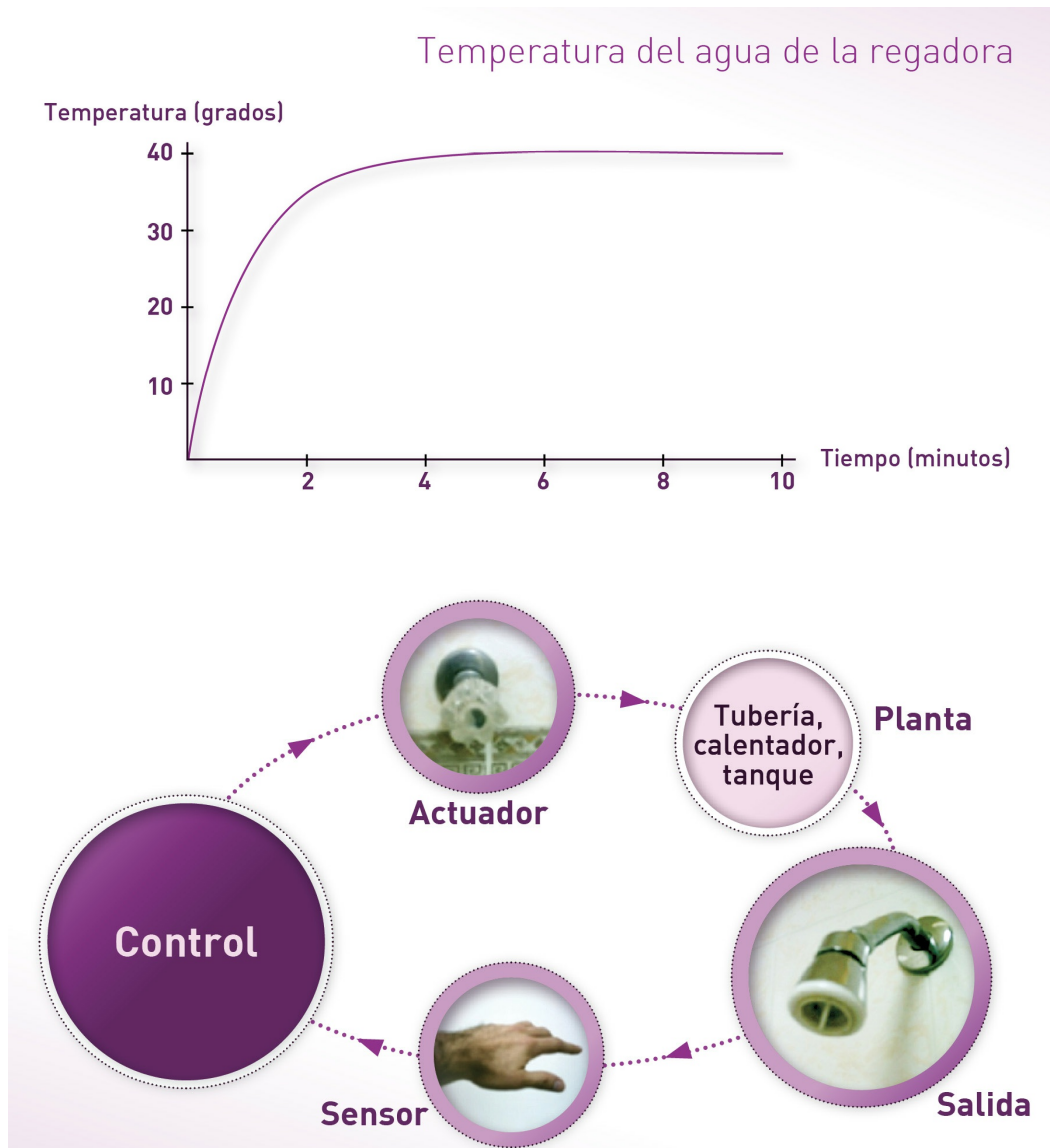 Temperatura del agua de la regadora
Temperatura (grados)
40
30
20
10
2
4
6
8
10
Tiempo (minutos)
Actuador
Tubería,
calentador,
tanque
Planta
Control
Sensor
Salida